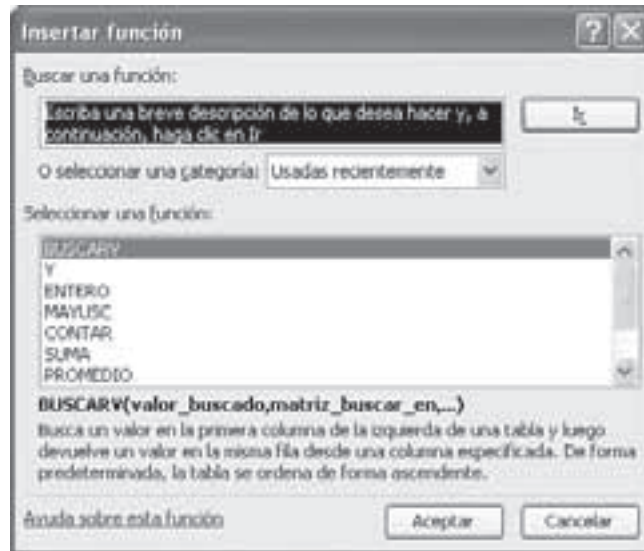 Insertar función
Buscar una función:
Escriba una breve descripción de lo que desea hacer y, a
continuación, haga clic en Ir
Ir
O seleccionar una categoría: Usadas recientemente
Seleccionar una función:
BUSCARV
Y
ENTERO
MAYUSC
CONTAR
SUMA
PROMEDIO
BUSCARV(valor_buscado,matriz_buscar_en,...)
Busca un valor en la primera columna de la izquierda de una tabla y luego
devuelve un valor en la misma fila desde una columna especificada. De forma
predeterminada, la tabla se ordena de forma ascendente.
Ayuda sobre esta función
Aceptar
Cancelar